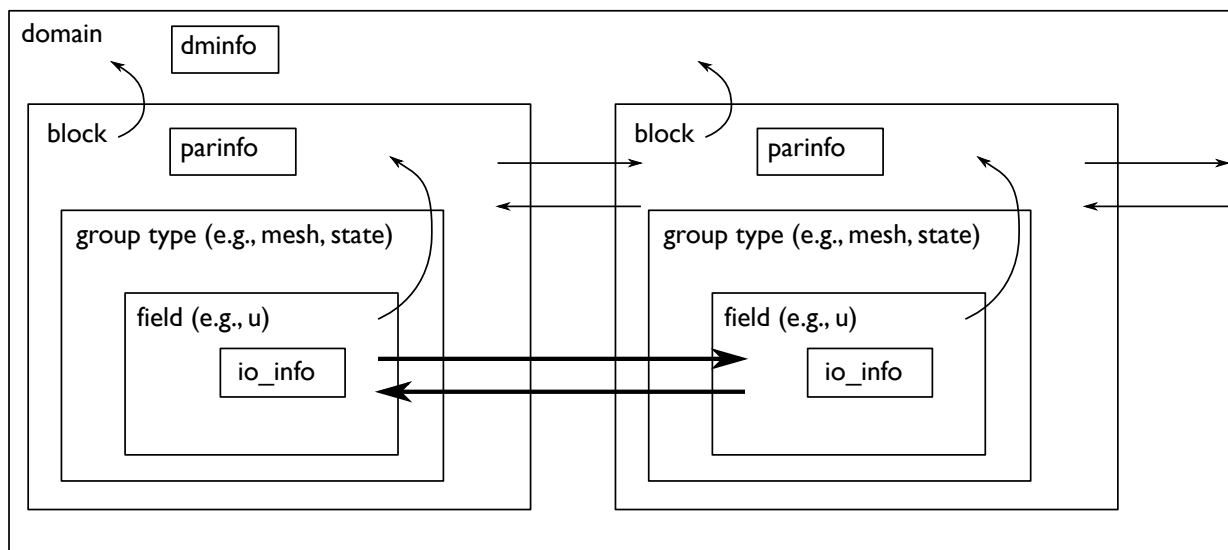 domain
dminfo
block
parinfo
group type (e.g., mesh, state)
field (e.g., u)
io_info
block
parinfo
group type (e.g., mesh, state)
field (e.g., u)
io_info